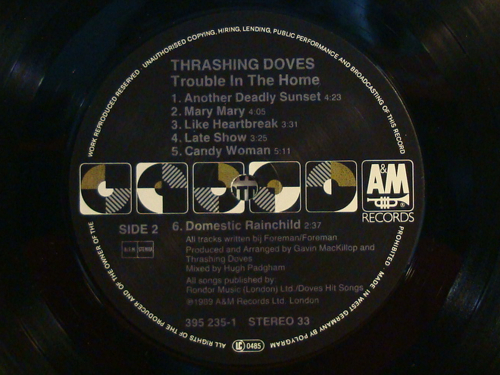 UNAUTHORISED COPYING, HIRING, LENDING, PUBLIC PERFORMANCE AND BROADCASTING OF THIS RECORD
PROHIBITED. MADE IN WEST GERMANY BY POLYGRAM
ALL RIGHTS OF THE PRODUCER AND OF THE OWNER OF THE
WORK REPRODUCED RESERVED
THRASHING DOVES
Trouble In The Home
1. Another Deadly Sunset 4:23
2. Mary Mary 4:02
3. Like Heartbreak 3:31
4. Late Show 3:25
5. Candy Woman 5:11
A&M
RECORDS
SIDE 2
6. Domestic Rainchild 2:37
All tracks written bij Foreman/Foreman
Produced and Arranged by Gavin MacKillop and
Thrashing Doves
Mixed by Hugh Padgham
All songs published by:
Rondor Music (London) Ltd./Doves Hit Songs
℗1989 A&M Records Ltd. London
395 235-1 STEREO 33
LC 0485